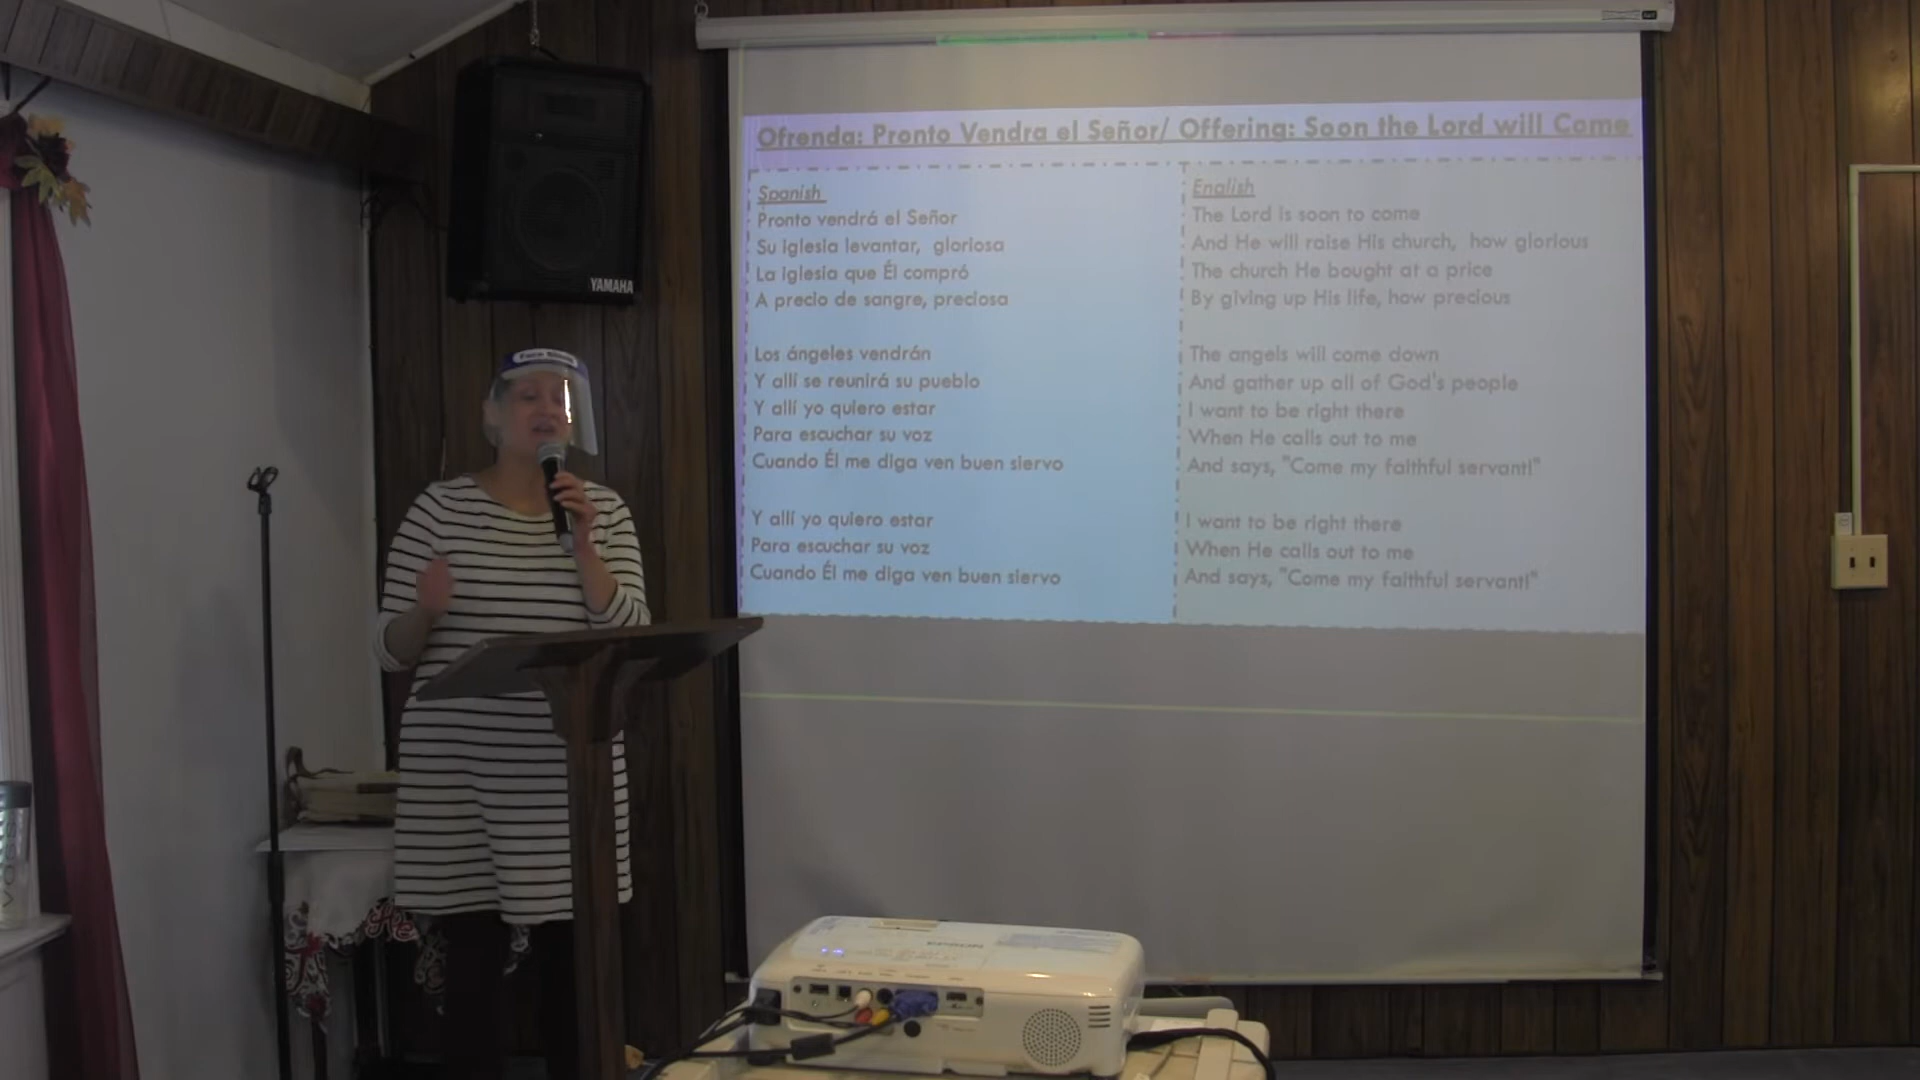 YAMAHA
Face Shield
Ofrenda: Pronto Vendra el Señor/ Offering: Soon the Lord will Come
Spanish
Pronto vendrá el Señor
Su iglesia levantar, gloriosa
La iglesia que Él compró
A precio de sangre, preciosa
Los ángeles vendrán
Y allí se reunirá su pueblo
Y allí yo quiero estar
Para escuchar su voz
Cuando Él me diga ven buen siervo
Y allí yo quiero estar
Para escuchar su voz
Cuando Él me diga ven buen siervo
English
The Lord is soon to come
And He will raise His church, how glorious
The church He bought at a price
By giving up His life, how precious
The angels will come down
And gather up all of God's people
I want to be right there
When He calls out to me
And says, "Come my faithful servant!"
I want to be right there
When He calls out to me
And says, "Come my faithful servant!"